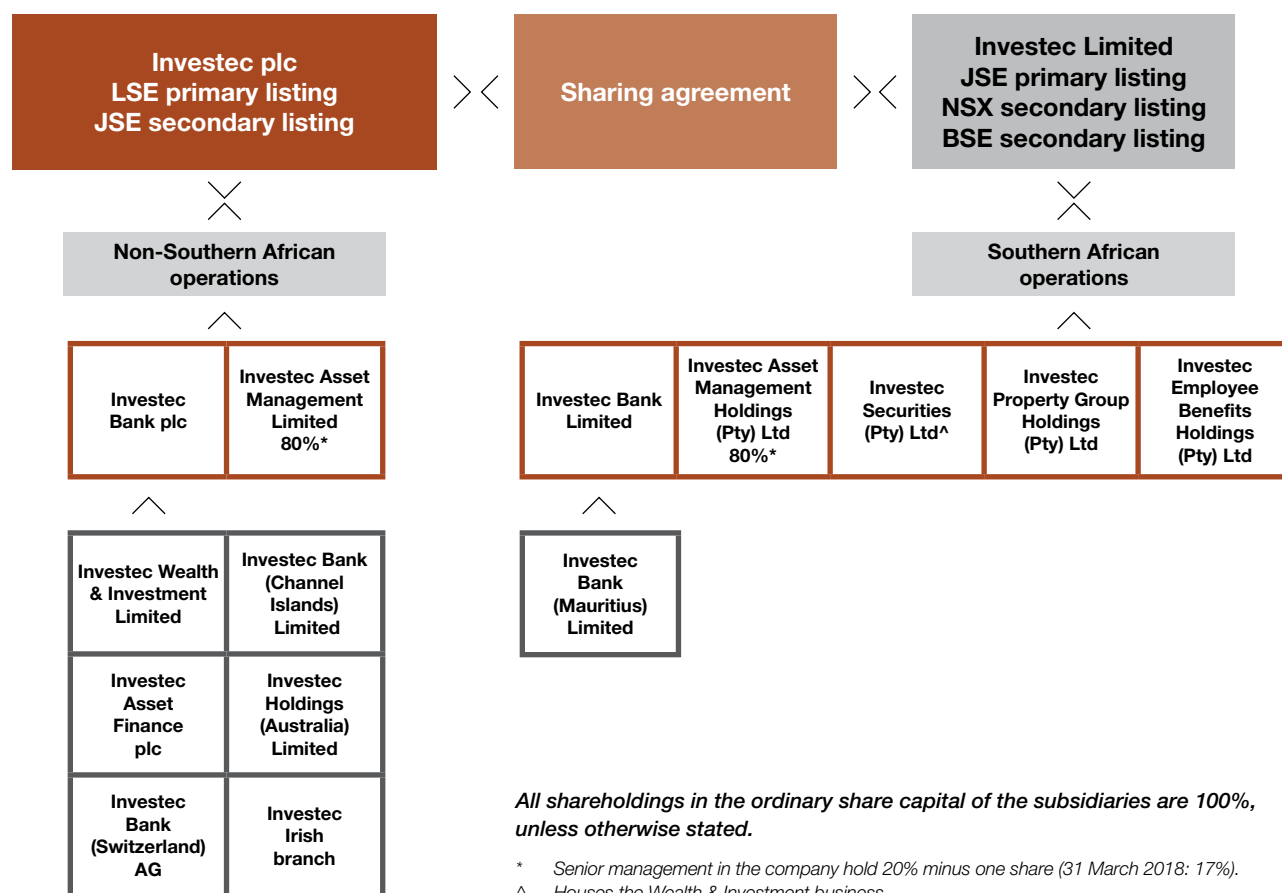 Investec plc
LSE primary listing
JSE secondary listing
Sharing agreement
Investec Limited
JSE primary listing
NSX secondary listing
BSE secondary listing
Non-Southern African
operations
Southern African
operations
Investec
Bank plc
Investec Asset
Management
Limited
80%*
Investec Bank
Limited
Investec Asset
Management
Holdings
(Pty) Ltd
80%*
Investec
Securities
(Pty) Ltd^
Investec
Property Group
Holdings
(Pty) Ltd
Investec
Employee
Benefits
Holdings
(Pty) Ltd
Investec Wealth
& Investment
Limited
Investec Bank
(Channel
Islands)
Limited
Investec
Bank
(Mauritius)
Limited
Investec
Asset
Finance
plc
Investec
Holdings
(Australia)
Limited
Investec
Bank
(Switzerland)
AG
Investec
Irish
branch
All shareholdings in the ordinary share capital of the subsidiaries are 100%,
unless otherwise stated.
* Senior management in the company hold 20% minus one share (31 March 2018: 17%).
^ Houses the Wealth & Investment business